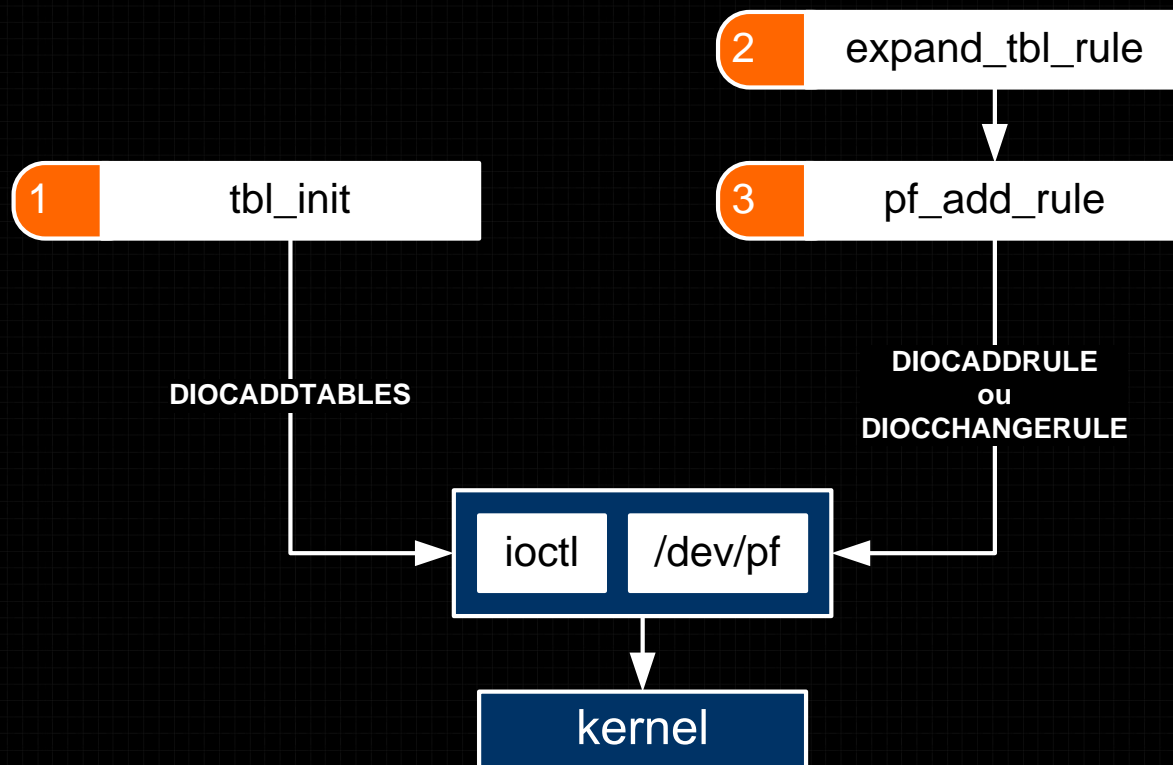 2
expand_tbl_rule
1
tbl_init
3
pf_add_rule
DIOCADDTABLES
DIOCADDRULE
ou
DIOCCHANGERULE
ioctl
/dev/pf
kernel